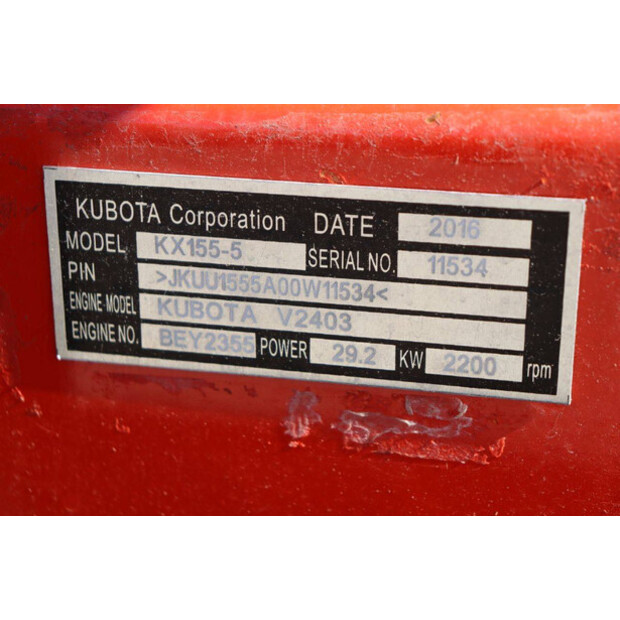 KUBOTA Corporation DATE 2016
MODEL KX155-5 SERIAL NO. 11534
PIN >JKUU1555A00W11534<
ENGINE-MODEL KUBOTA V2403
ENGINE NO. BEY2355 POWER 29.2 KW 2200 rpm